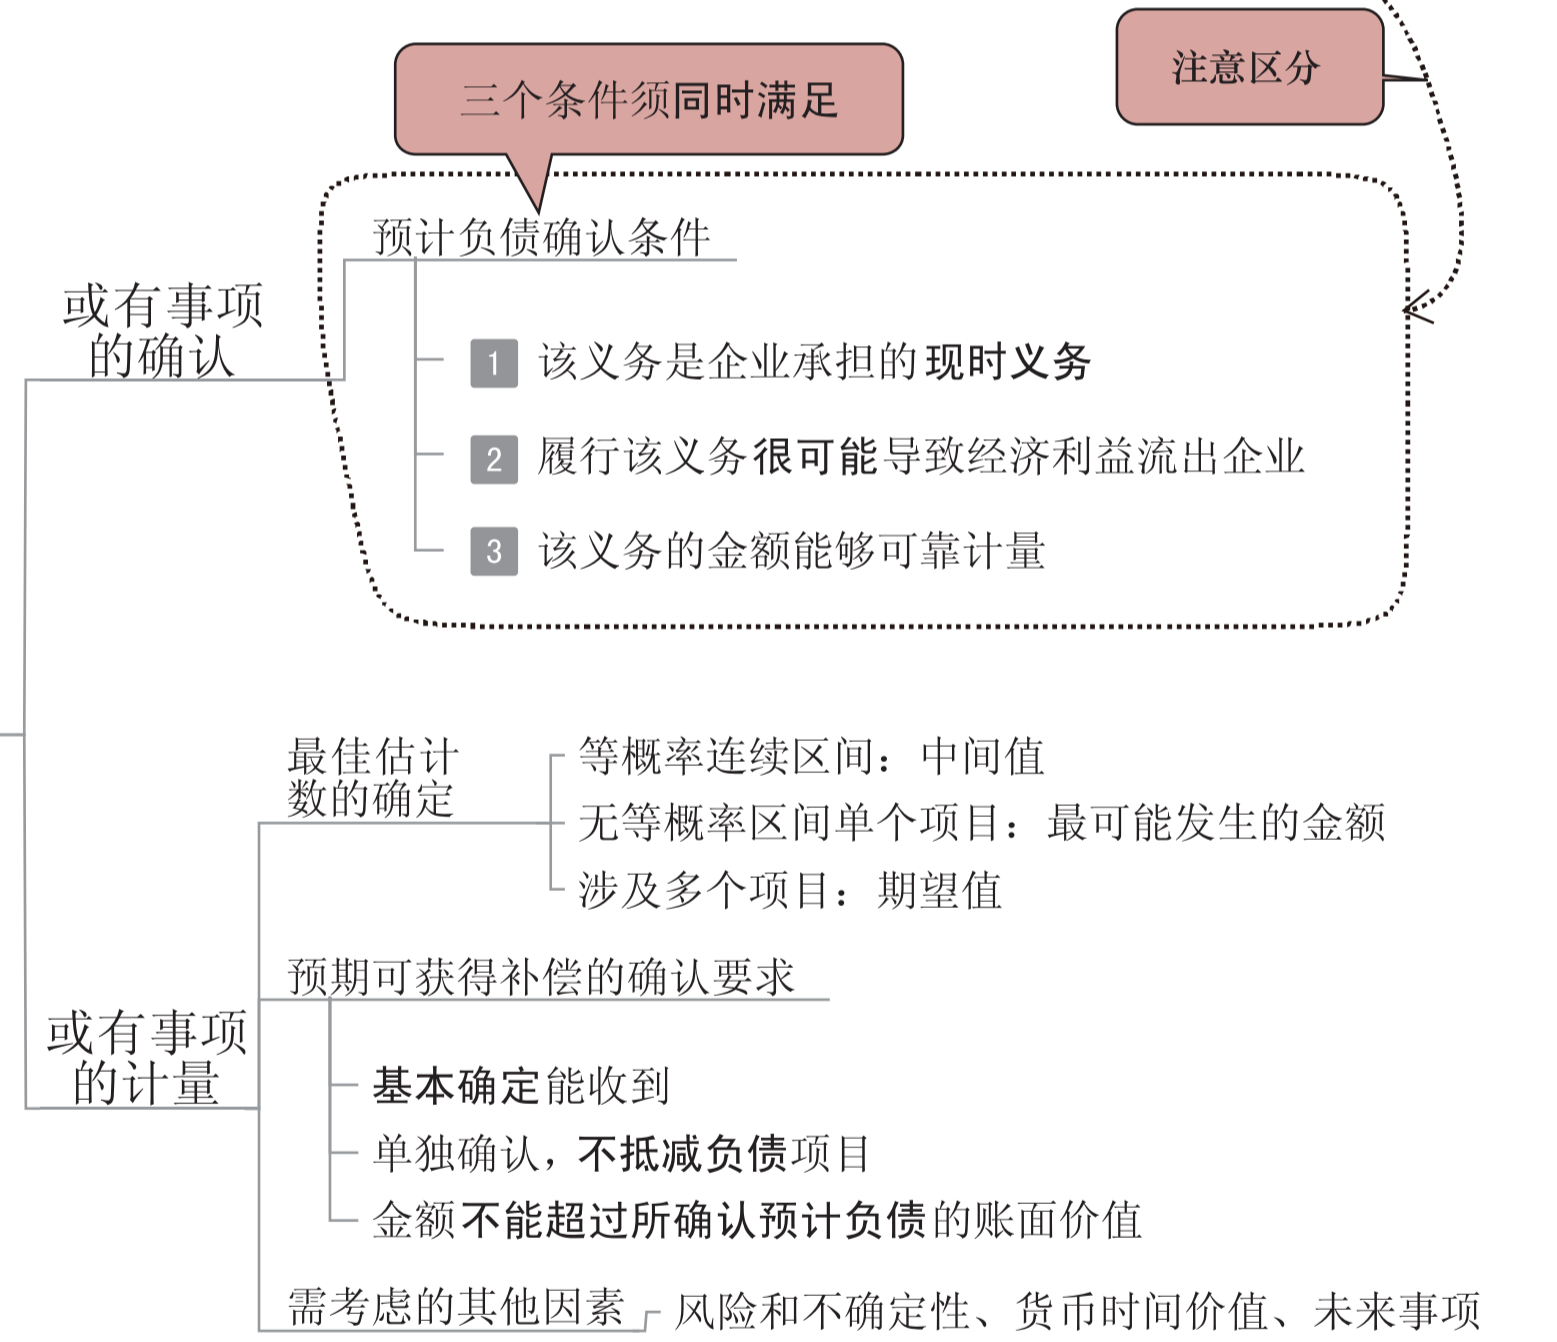 注意区分
三个条件须同时满足
预计负债确认条件
或有事项
的确认
1 该义务是企业承担的现时义务
2 履行该义务很可能导致经济利益流出企业
3 该义务的金额能够可靠计量
最佳估计
数的确定
等概率连续区间：中间值
无等概率区间单个项目：最可能发生的金额
涉及多个项目：期望值
预期可获得补偿的确认要求
或有事项
的计量
基本确定能收到
单独确认，不抵减负债项目
金额不能超过所确认预计负债的账面价值
需考虑的其他因素
风险和不确定性、货币时间价值、未来事项